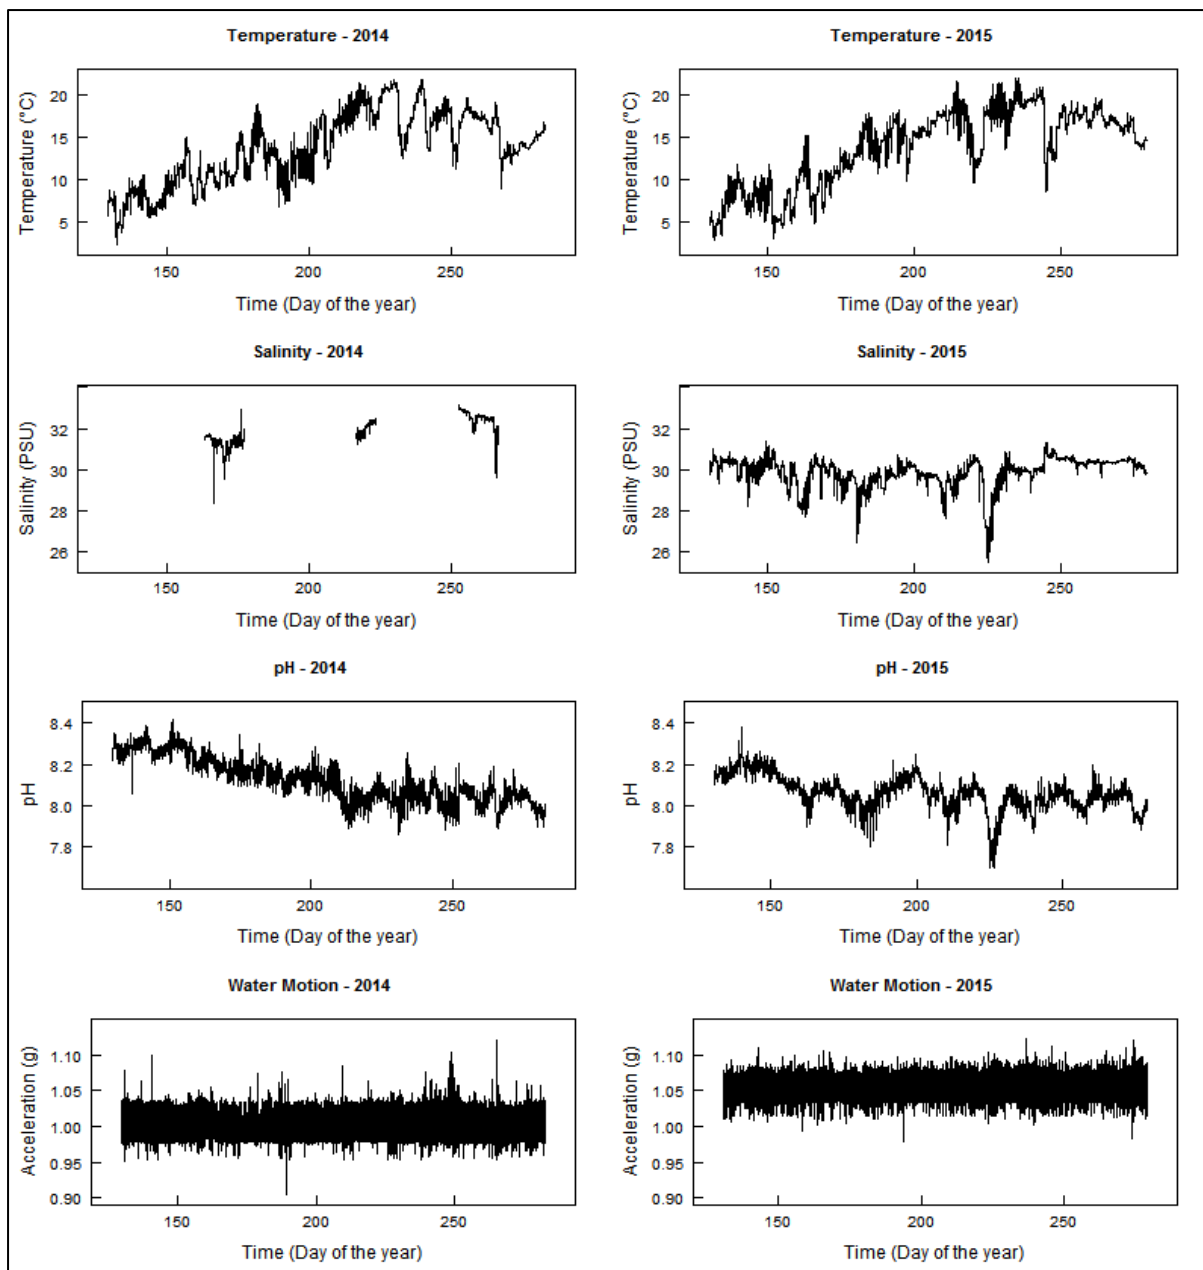 Temperature - 2014
Temperature (°C)
20
15
10
5
150 200 250
Time (Day of the year)
Temperature - 2015
Temperature (°C)
20
15
10
5
150 200 250
Time (Day of the year)
Salinity - 2014
Salinity (PSU)
32
30
28
26
150 200 250
Time (Day of the year)
Salinity - 2015
Salinity (PSU)
32
30
28
26
150 200 250
Time (Day of the year)
pH - 2014
pH
8.4
8.2
8.0
7.8
150 200 250
Time (Day of the year)
pH - 2015
pH
8.4
8.2
8.0
7.8
150 200 250
Time (Day of the year)
Water Motion - 2014
Acceleration (g)
1.10
1.05
1.00
0.95
0.90
150 200 250
Time (Day of the year)
Water Motion - 2015
Acceleration (g)
1.10
1.05
1.00
0.95
0.90
150 200 250
Time (Day of the year)